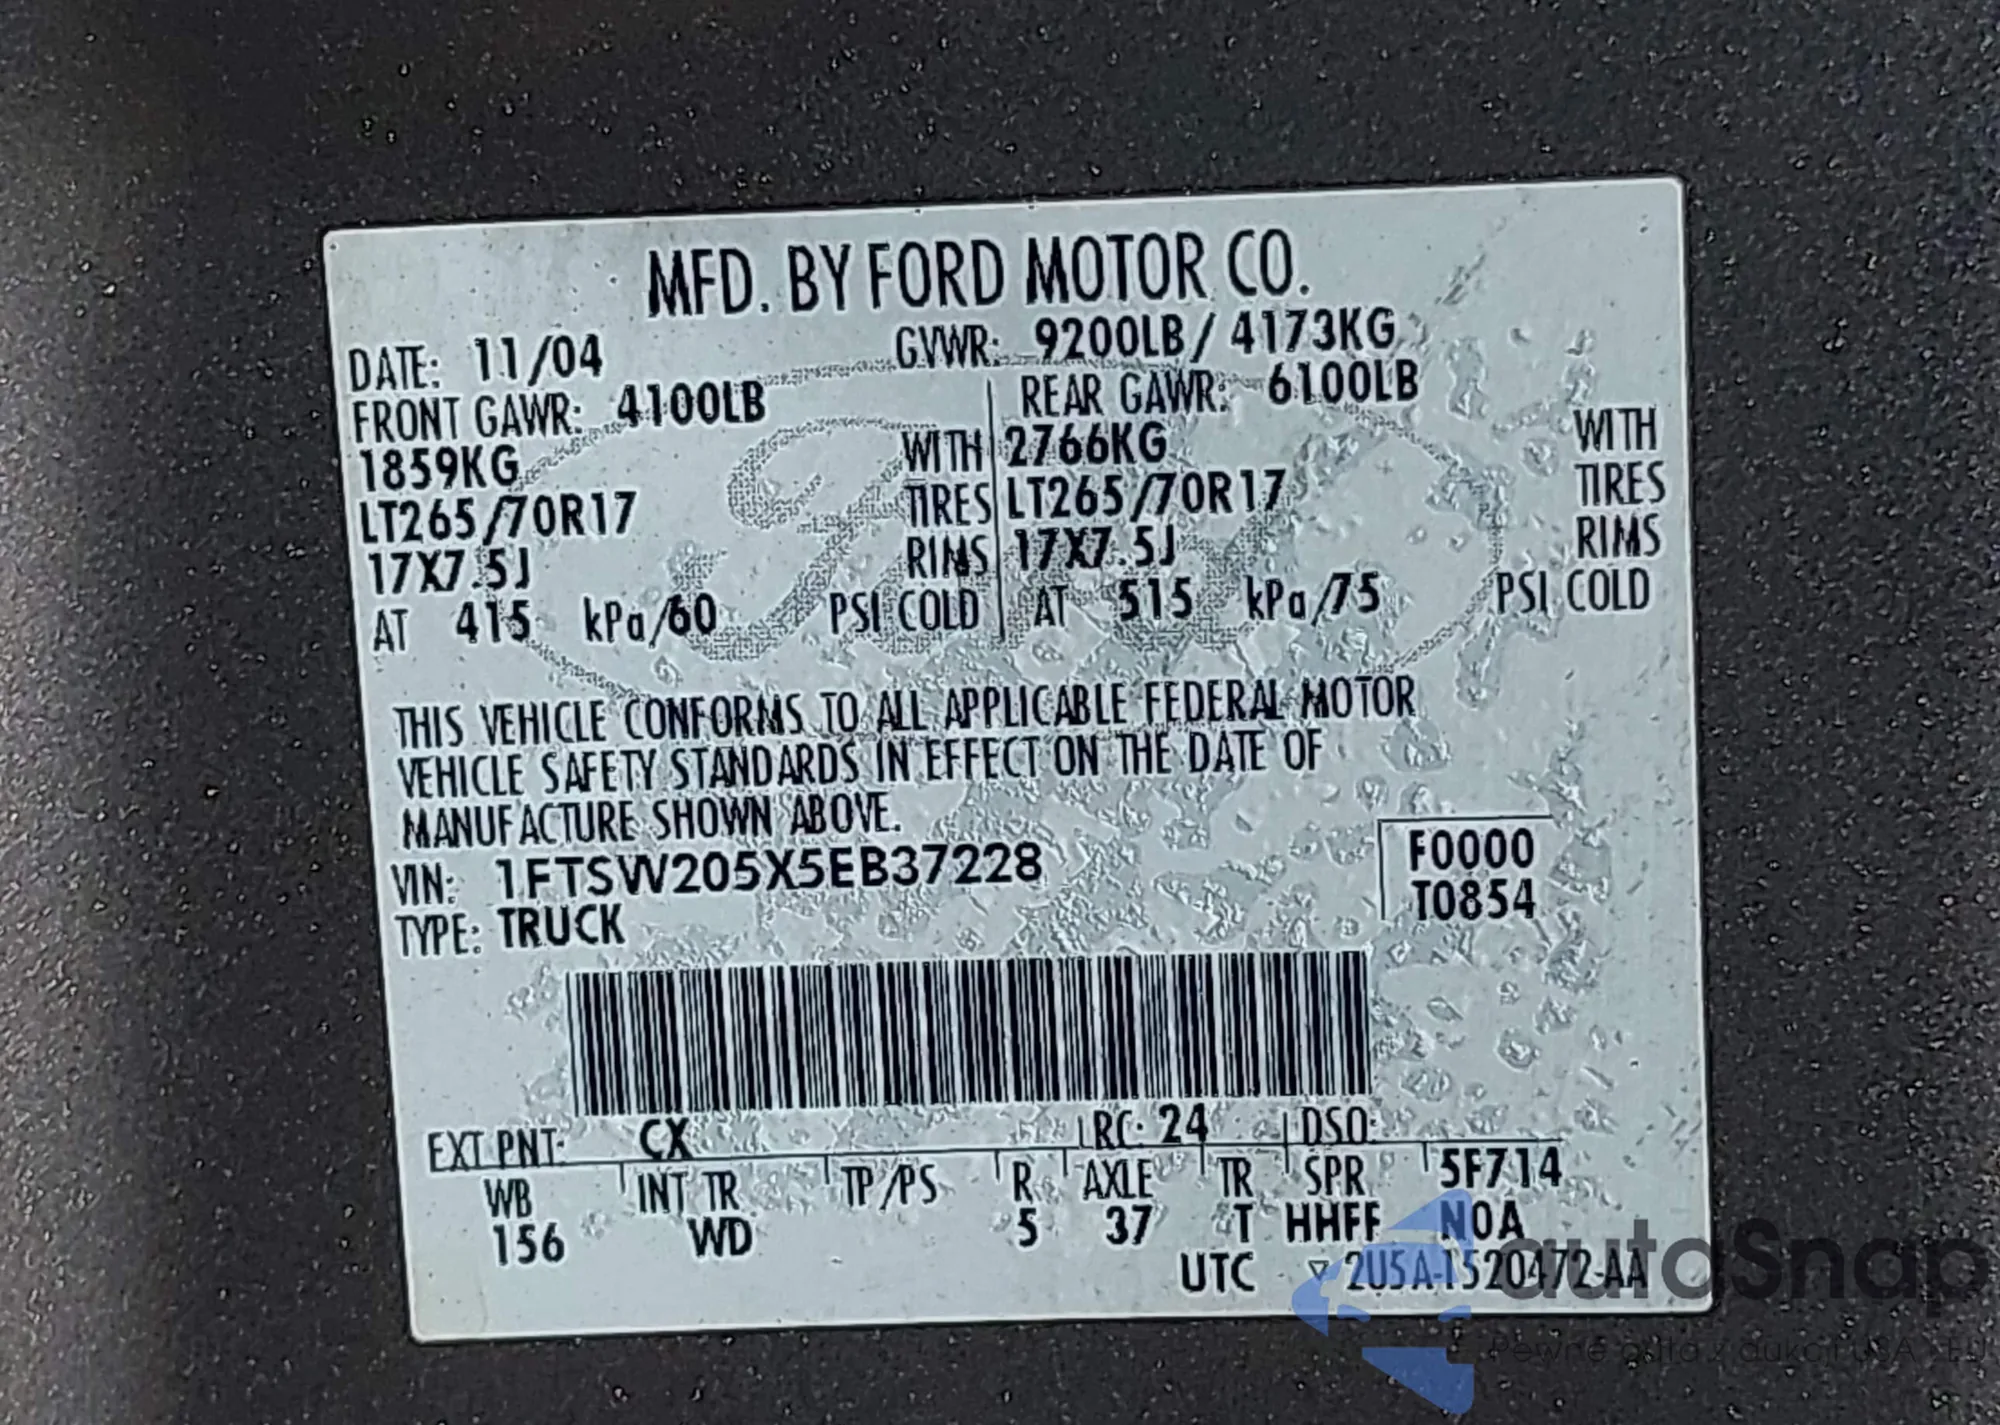 MFD. BY FORD MOTOR CO.
DATE: 11/04 GVWR: 9200LB / 4173KG
FRONT GAWR: 4100LB REAR GAWR: 6100LB
1859KG WITH 2766KG WITH
LT265/70R17 TIRES LT265/70R17 TIRES
17X7.5J RIMS 17X7.5J RIMS
AT 415 kPa/60 PSI COLD AT 515 kPa/75 PSI COLD
THIS VEHICLE CONFORMS TO ALL APPLICABLE FEDERAL MOTOR
VEHICLE SAFETY STANDARDS IN EFFECT ON THE DATE OF
MANUFACTURE SHOWN ABOVE.
VIN: 1FTSW205X5EB37228 F0000
TYPE: TRUCK T0854
EXT PNT: CX RC: 24 DSO:
WB INT TR TP/PS R AXLE TR SPR 5F714
156 WD 5 37 T HHFF N0A
UTC ▽ 2U5A-1520472-AA
autoSnap
Pewne auta z aukcji USA